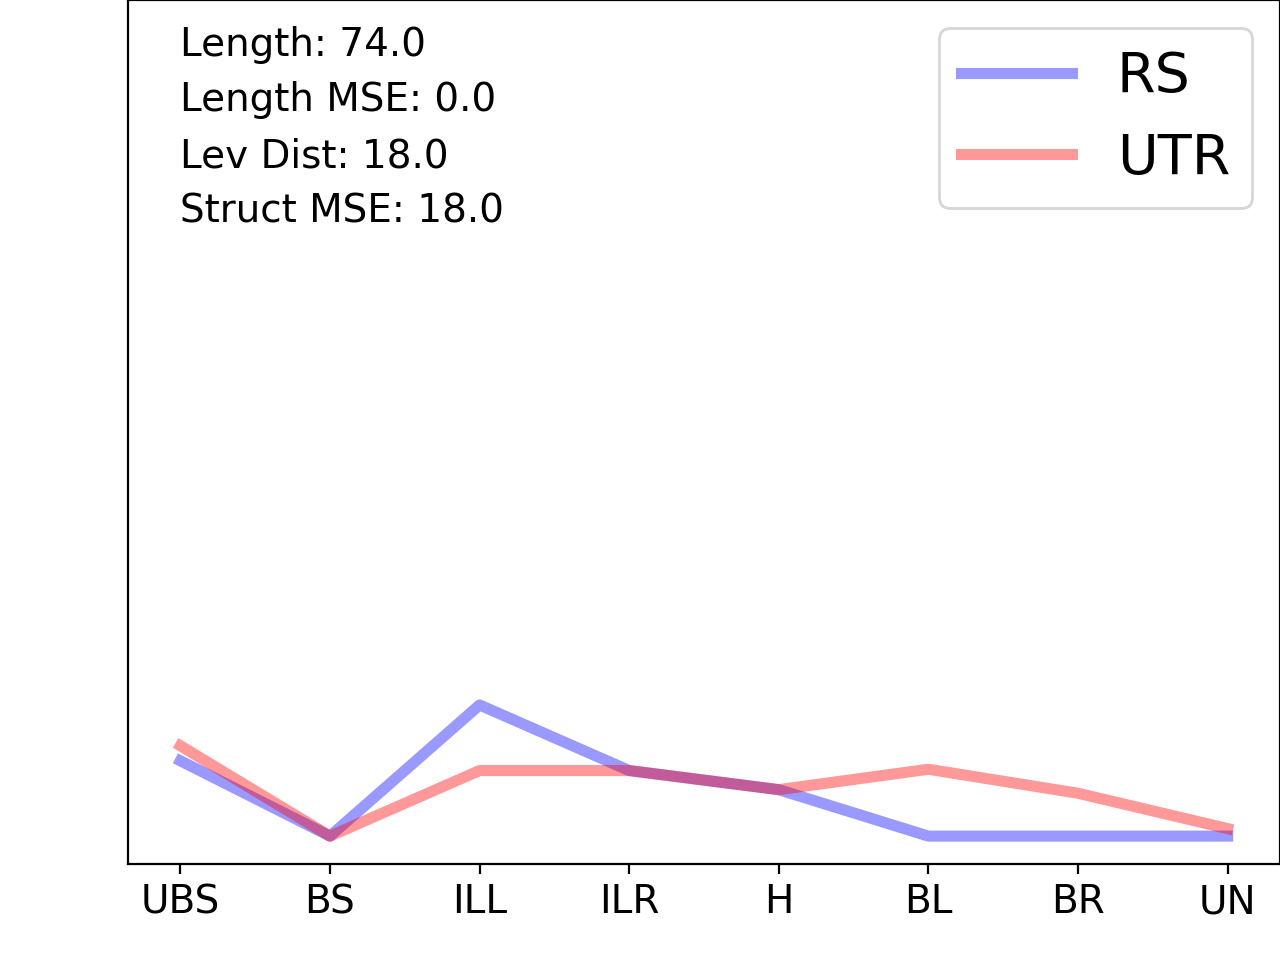 Length: 74.0
Length MSE: 0.0
Lev Dist: 18.0
Struct MSE: 18.0
RS
UTR
UBS BS ILL ILR H BL BR UN